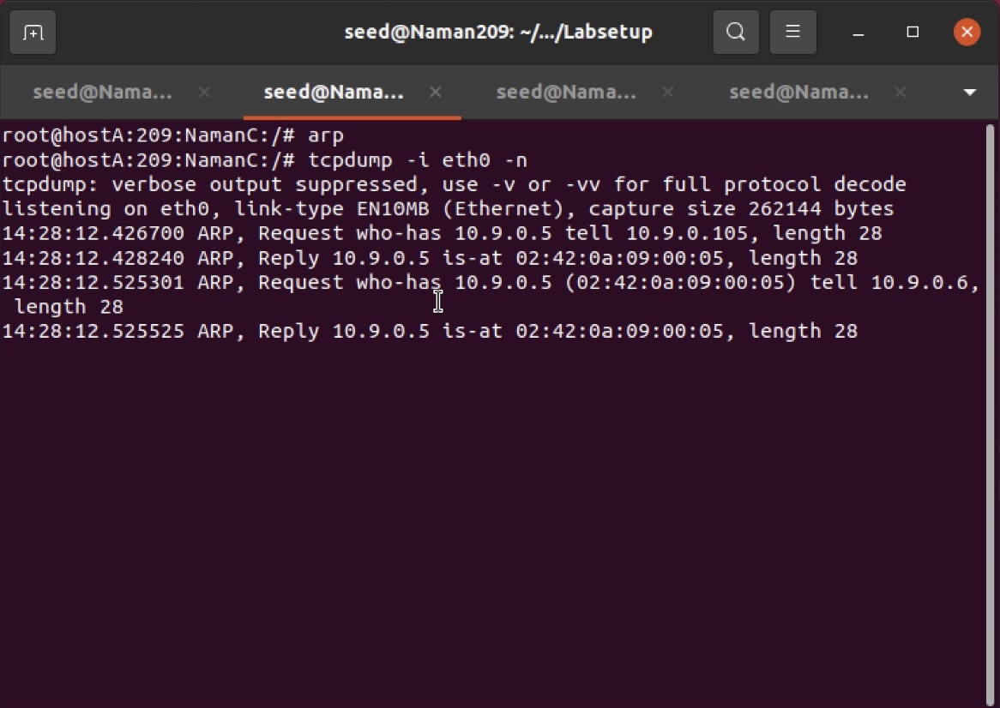 seed@Naman209: ~/.../Labsetup
seed@Nama... seed@Nama... seed@Nama... seed@Nama...
root@hostA:209:NamanC:/# arp
root@hostA:209:NamanC:/# tcpdump -i eth0 -n
tcpdump: verbose output suppressed, use -v or -vv for full protocol decode
listening on eth0, link-type EN10MB (Ethernet), capture size 262144 bytes
14:28:12.426700 ARP, Request who-has 10.9.0.5 tell 10.9.0.105, length 28
14:28:12.428240 ARP, Reply 10.9.0.5 is-at 02:42:0a:09:00:05, length 28
14:28:12.525301 ARP, Request who-has 10.9.0.5 (02:42:0a:09:00:05) tell 10.9.0.6,
 length 28
14:28:12.525525 ARP, Reply 10.9.0.5 is-at 02:42:0a:09:00:05, length 28